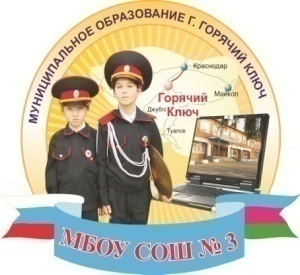 МУНИЦИПАЛЬНОЕ ОБРАЗОВАНИЕ Г. ГОРЯЧИЙ КЛЮЧ
Краснодар
Майкоп
Горячий
Ключ
Джубга
Туапсе
МБОУ СОШ № 3